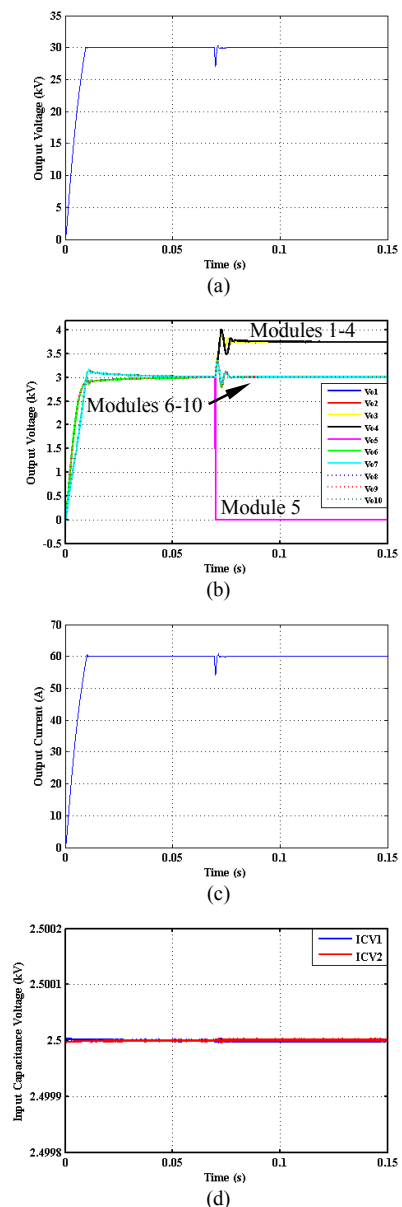 35
30
25
20
15
10
5
0
Output Voltage (kV)
0 0.05 0.1 0.15
Time (s)
(a)
4
3.5
3
2.5
2
1.5
1
0.5
0
-0.5
Output Voltage (kV)
Modules 1-4
Modules 6-10
Module 5
Vo1
Vo2
Vo3
Vo4
Vo5
Vo6
Vo7
Vo8
Vo9
Vo10
0 0.05 0.1 0.15
Time (s)
(b)
70
60
50
40
30
20
10
0
Output Current (A)
0 0.05 0.1 0.15
Time (s)
(c)
2.5002
2.5001
2.5
2.4999
2.4998
Input Capacitance Voltage (kV)
ICV1
ICV2
0 0.05 0.1 0.15
Time (s)
(d)